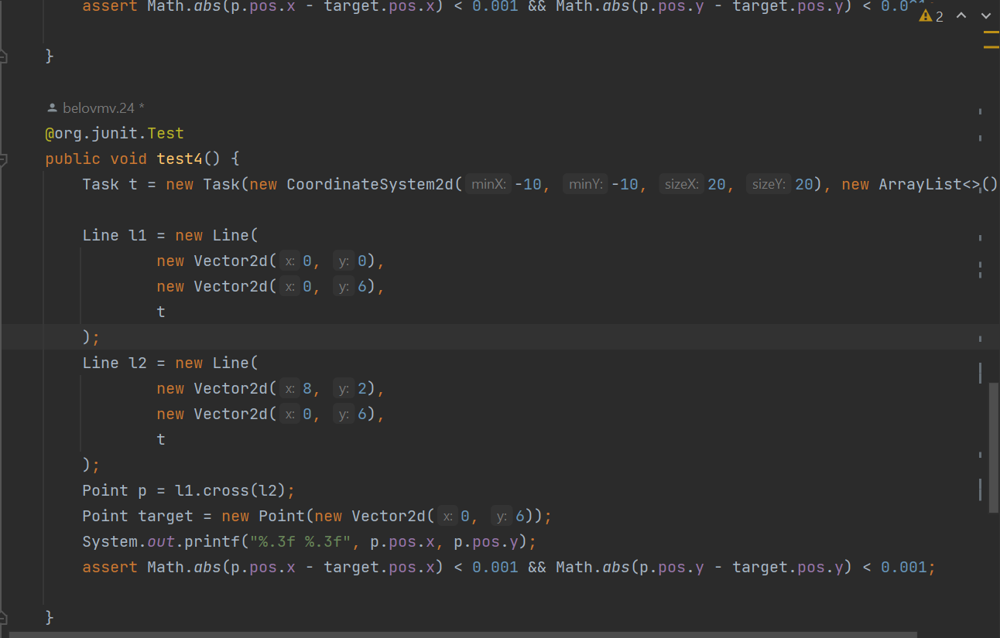 assert Math.abs(p.pos.x - target.pos.x) < 0.001 && Math.abs(p.pos.y - target.pos.y) < 0.001;
2
}
belovmv.24 *
@org.junit.Test
public void test4() {
Task t = new Task(new CoordinateSystem2d( minX: -10, minY: -10, sizeX: 20, sizeY: 20), new ArrayList<>()
Line l1 = new Line(
new Vector2d( x: 0, y: 0),
new Vector2d( x: 0, y: 6),
t
);
Line l2 = new Line(
new Vector2d( x: 8, y: 2),
new Vector2d( x: 0, y: 6),
t
);
Point p = l1.cross(l2);
Point target = new Point(new Vector2d( x: 0, y: 6));
System.out.printf("%.3f %.3f", p.pos.x, p.pos.y);
assert Math.abs(p.pos.x - target.pos.x) < 0.001 && Math.abs(p.pos.y - target.pos.y) < 0.001;
}